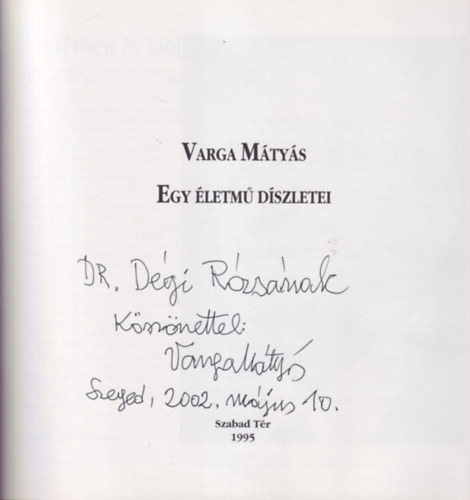 VARGA MÁTYÁS
EGY ÉLETMŰ DÍSZLETEI
DR. Dégi Rózsának
Köszönettel:
Varga Mátyás
Szeged, 2002. május 10.
Szabad Tér
1995